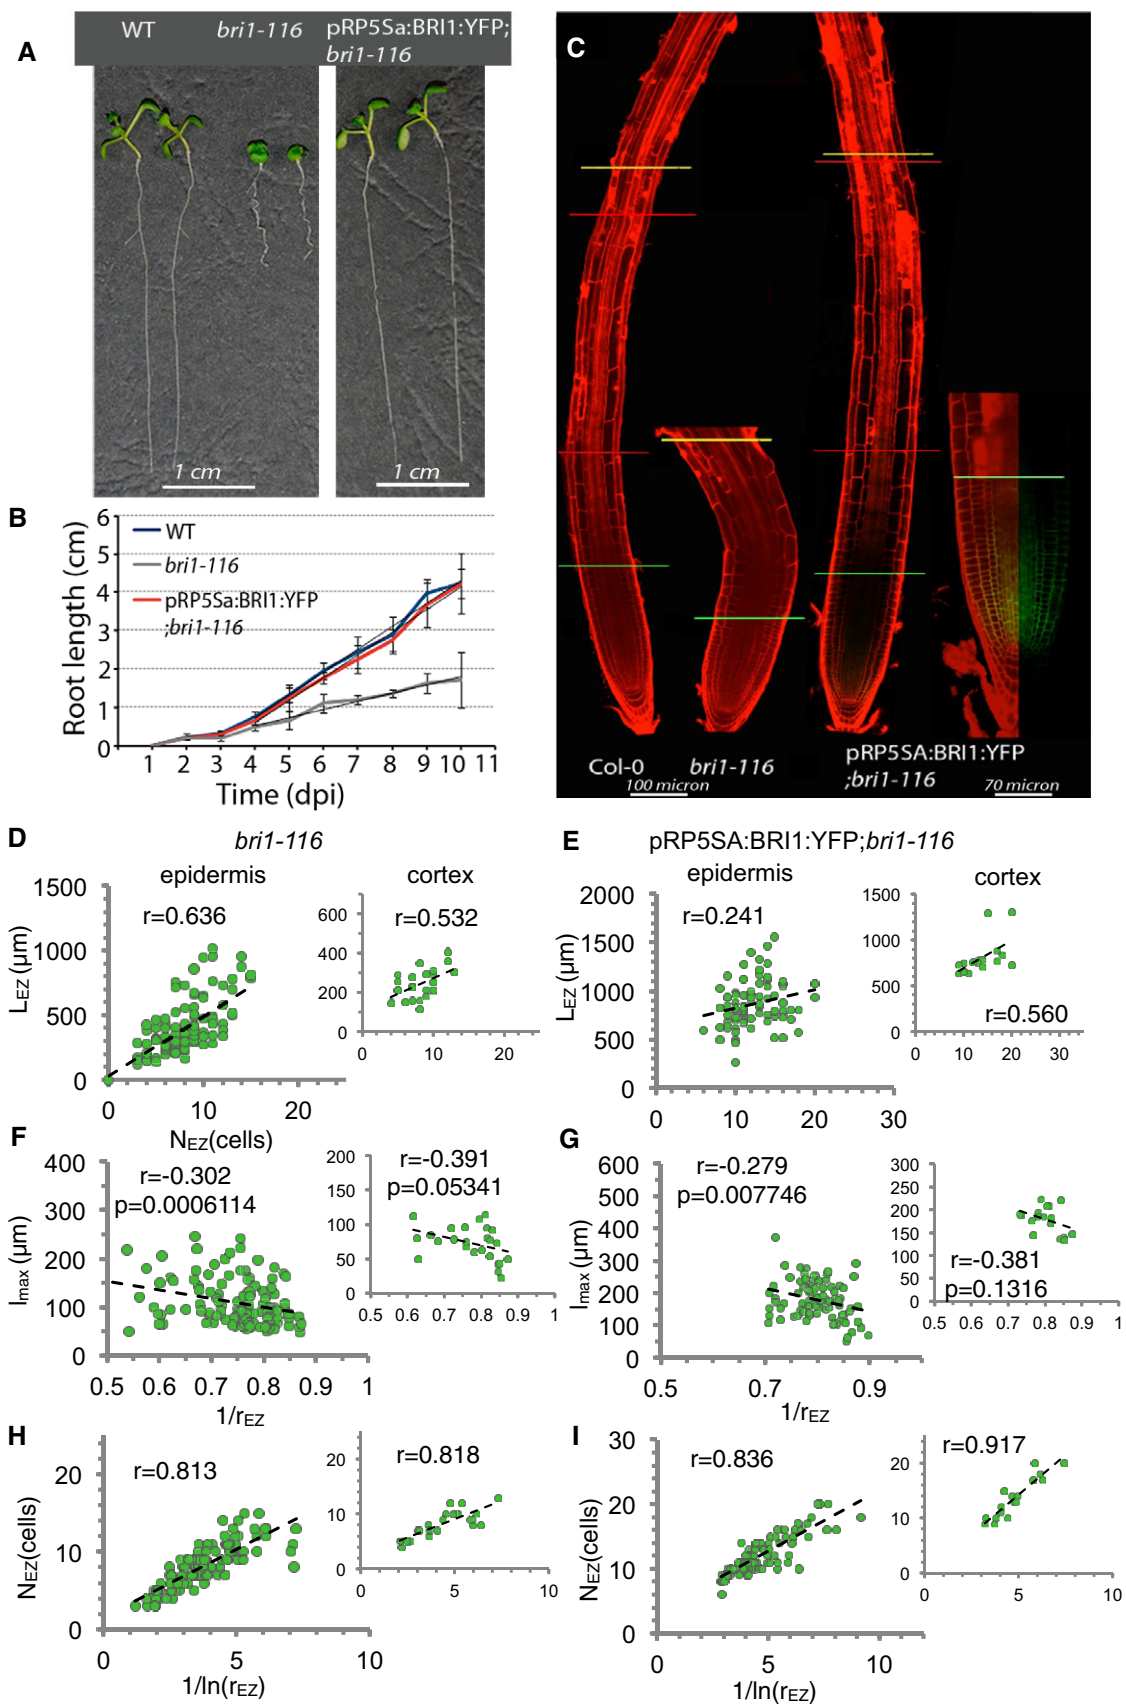 A
WT
bri1-116
pRP5Sa:BRI1:YFP;
bri1-116
1 cm
1 cm
B
Root length (cm)
6
5
4
3
2
1
0
WT
bri1-116
pRP5Sa:BRI1:YFP
;bri1-116
1 2 3 4 5 6 7 8 9 10 11
Time (dpi)
C
Col-0
bri1-116
pRP5SA:BRI1:YFP
;bri1-116
100 micron
70 micron
D
bri1-116
epidermis
cortex
r=0.636
r=0.532
LEZ (µm)
1500
1000
500
0
0 10 20
NEZ(cells)
600
400
200
0
0 10 20
E
pRP5SA:BRI1:YFP;bri1-116
epidermis
cortex
r=0.241
r=0.560
LEZ (µm)
2000
1500
1000
500
0
0 10 20 30
1500
1000
500
0
0 10 20 30
F
r=-0.302
p=0.0006114
r=-0.391
p=0.05341
lmax (µm)
400
300
200
100
0
0.5 0.6 0.7 0.8 0.9 1
1/rEZ
200
150
100
50
0
0.5 0.6 0.7 0.8 0.9 1
G
r=-0.279
p=0.007746
r=-0.381
p=0.1316
lmax (µm)
600
500
400
300
200
100
0
0.5 0.7 0.9
1/rEZ
300
250
200
150
100
50
0
0.5 0.6 0.7 0.8 0.9 1
H
r=0.813
r=0.818
NEZ(cells)
20
10
0
0 5 10
1/ln(rEZ)
20
10
0
0 5 10
I
r=0.836
r=0.917
NEZ(cells)
30
20
10
0
0 5 10
1/ln(rEZ)
20
10
0
0 5 10